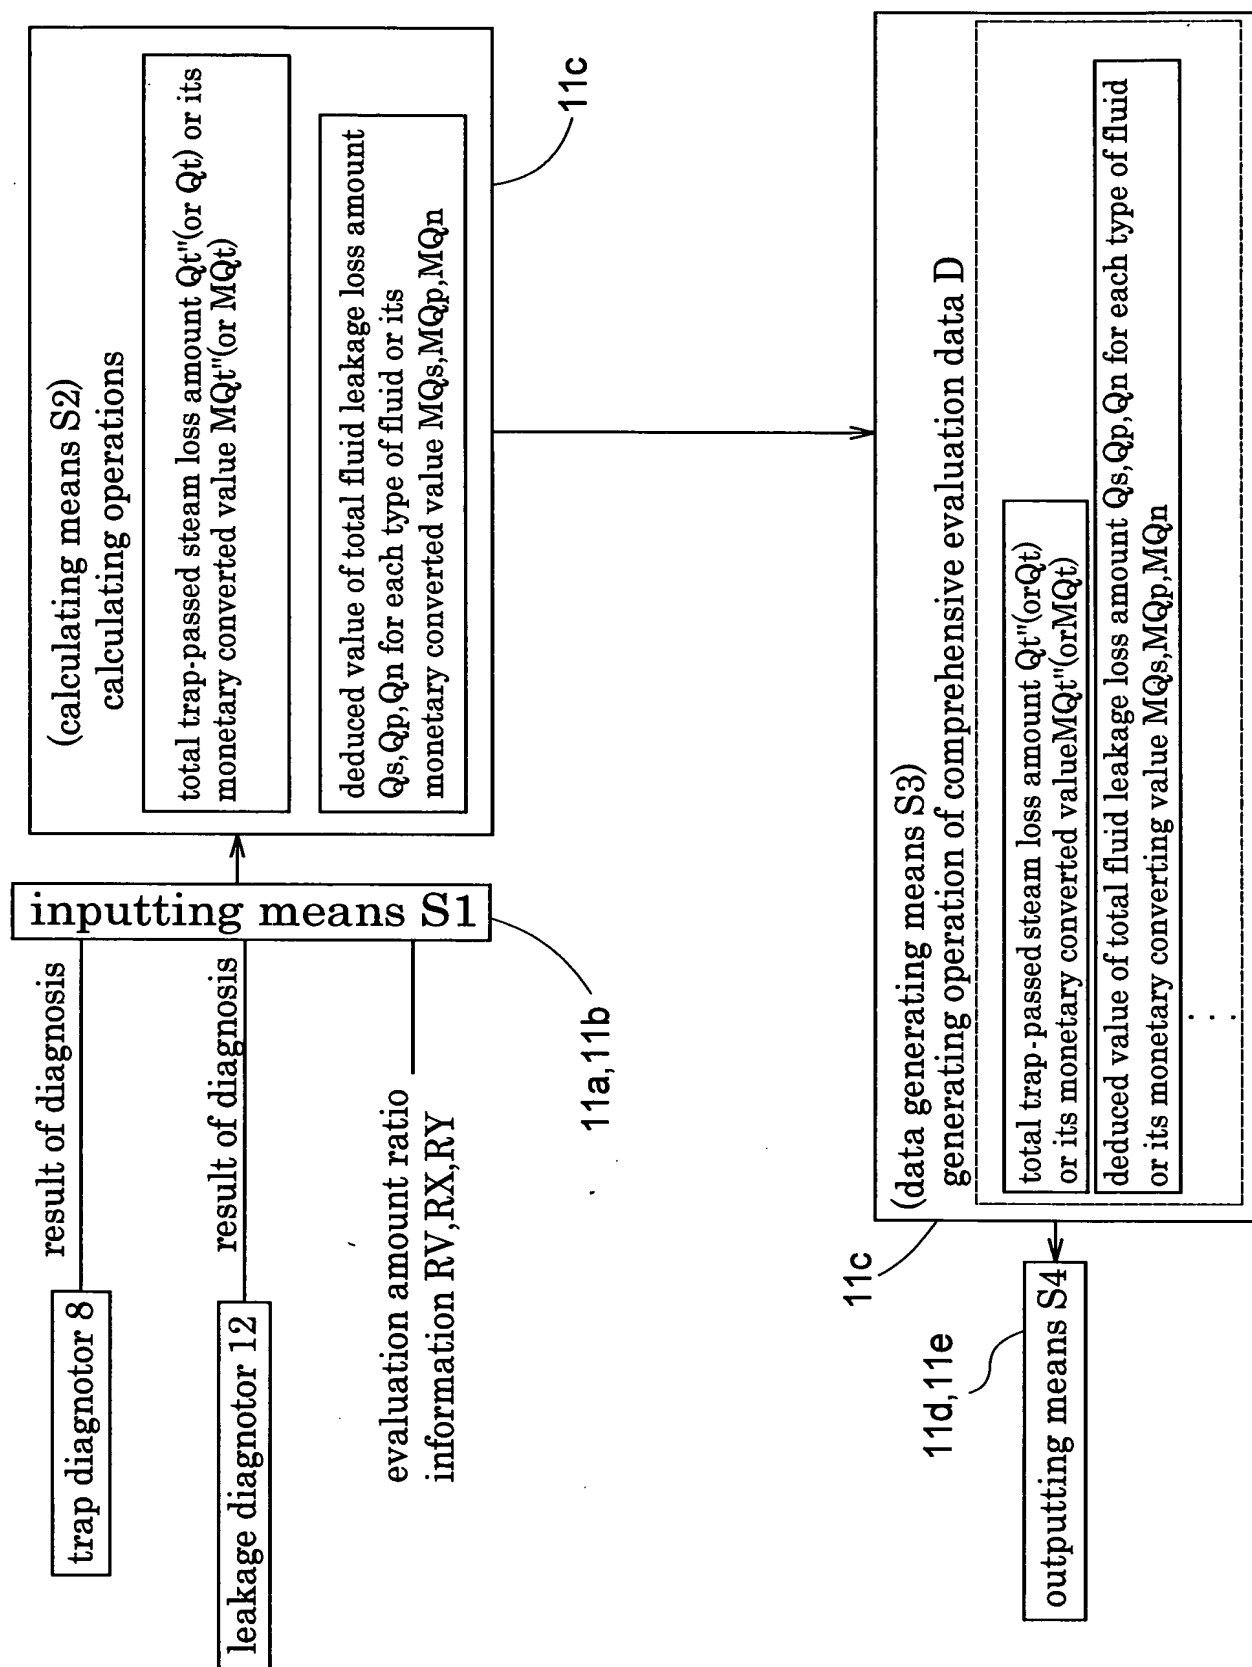 trap diagnotor 8
result of diagnosis
leakage diagnotor 12
result of diagnosis
evaluation amount ratio
information RV,RX,RY
inputting means S1
11a,11b
(calculating means S2)
calculating operations
total trap-passed steam loss amount Qt"(or Qt) or its
monetary converted value MQt"(or MQt)
deduced value of total fluid leakage loss amount
Qs,Qp,Qn for each type of fluid or its
monetary converted value MQs,MQp,MQn
11c
(data generating means S3)
generating operation of comprehensive evaluation data D
total trap-passed steam loss amount Qt"(orQt)
or its monetary converted valueMQt"(orMQt)
deduced value of total fluid leakage loss amount Qs,Qp,Qn for each type of fluid
or its monetary converting value MQs,MQp,MQn
. . .
11c
outputting means S4
11d,11e